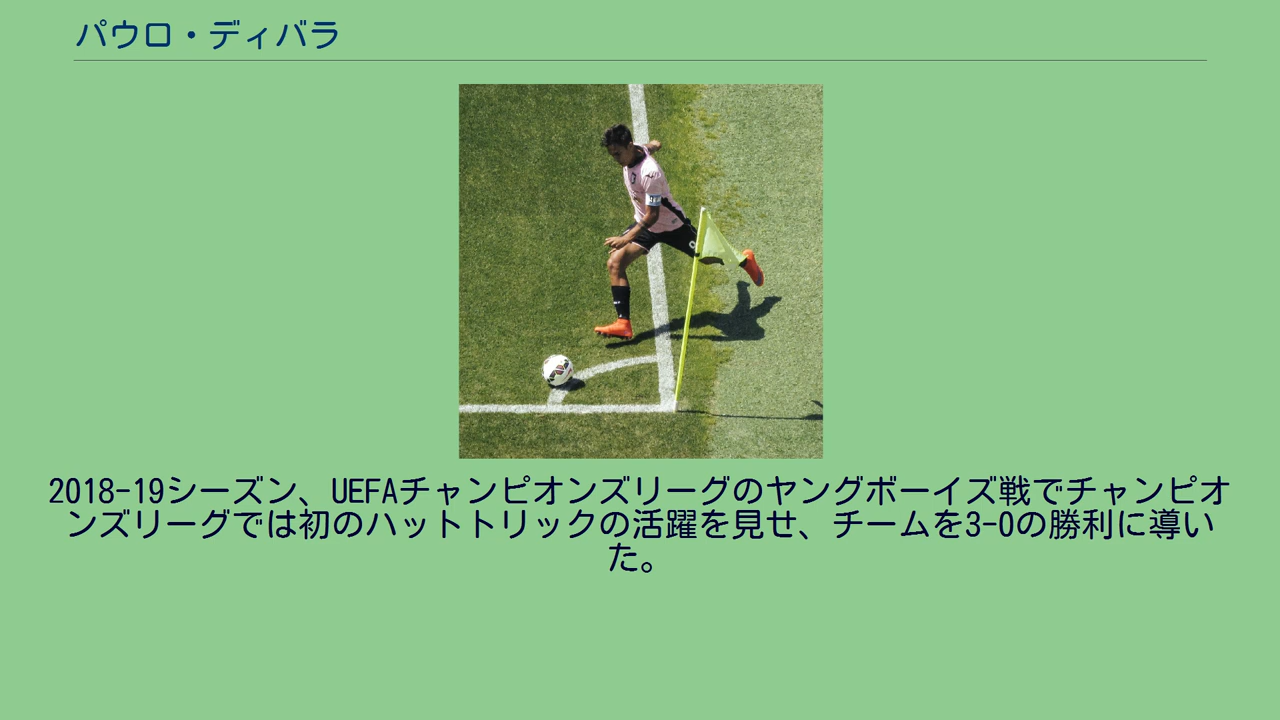 パウロ・ディバラ
2018-19シーズン、UEFAチャンピオンズリーグのヤングボーイズ戦でチャンピオ
ンズリーグでは初のハットトリックの活躍を見せ、チームを3-0の勝利に導い
た。